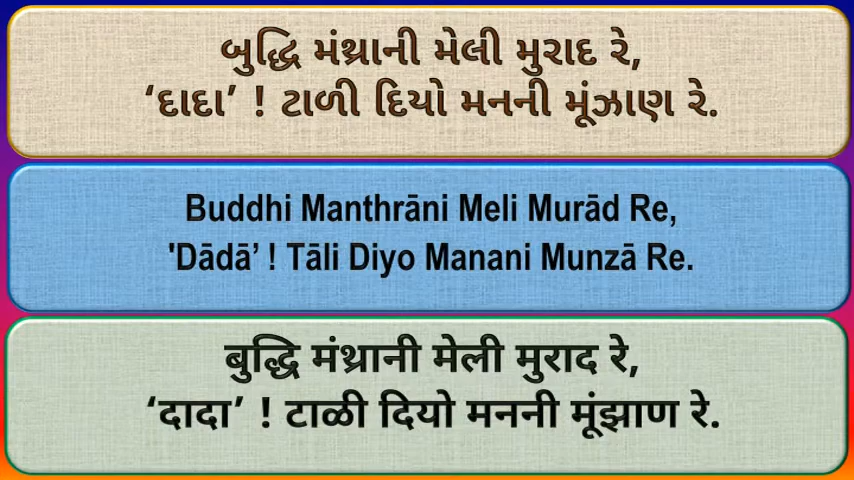 બુદ્ધિ મંથ્રાની મેલી મુરાદ રે,
‘દાદા’ ! ટાળી દિયો મનની મૂંઝાણ રે.
Buddhi Manthrāni Meli Murād Re,
'Dādā’ ! Tāli Diyo Manani Munzā Re.
बुद्धि मंथ्रानी मेली मुराद रे,
‘दादा’ ! टाळी दियो मननी मूंझाण रे.